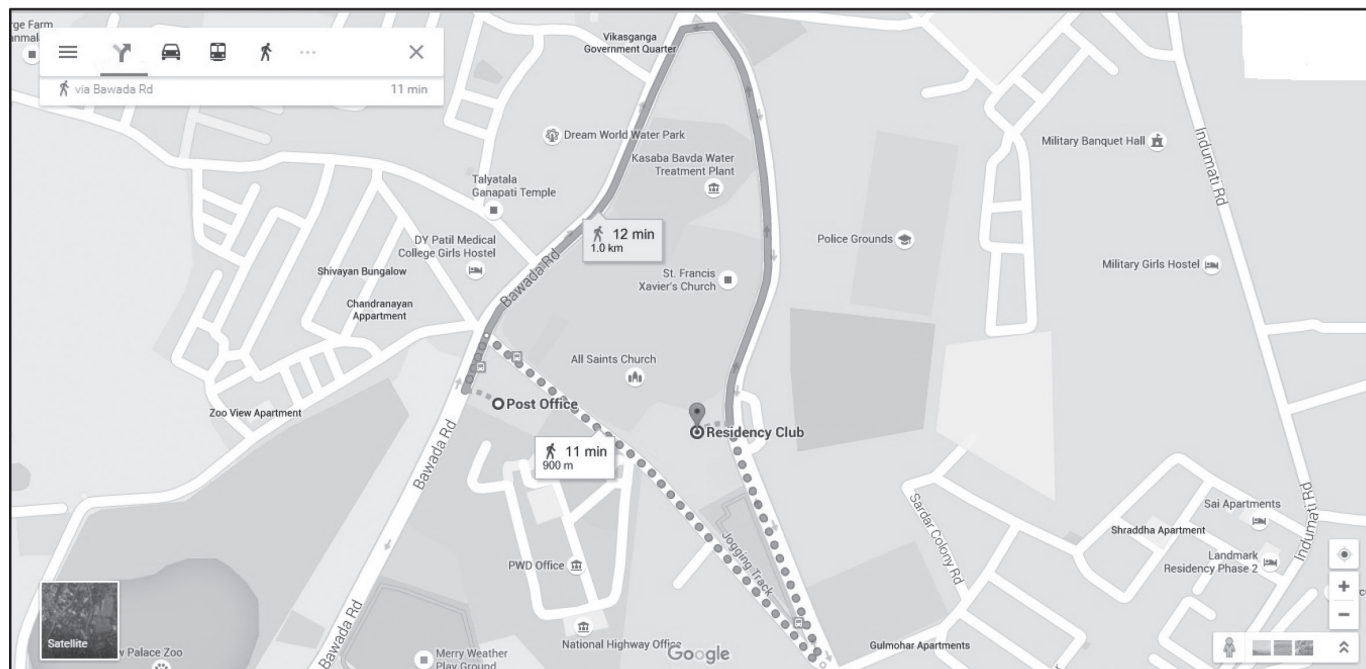 rge Farm
anmala
via Bawada Rd
11 min
Vikasganga
Government Quarter
Dream World Water Park
Kasaba Bavda Water
Treatment Plant
Military Banquet Hall
Indumati Rd
Talyatala
Ganapati Temple
12 min
1.0 km
Police Grounds
DY Patil Medical
College Girls Hostel
Bawada Rd
Shivayan Bungalow
St. Francis
Xavier's Church
Military Girls Hostel
Chandranayan
Appartment
All Saints Church
Zoo View Apartment
Post Office
Residency Club
Bawada Rd
11 min
900 m
Sardar Colony Rd
Sai Apartments
Indumati Rd
Shraddha Apartment
Landmark
Residency Phase 2
Jogging Track
PWD Office
Satellite
w Palace Zoo
Bawada Rd
National Highway Office
Merry Weather
Play Ground
Google
Gulmohar Apartments